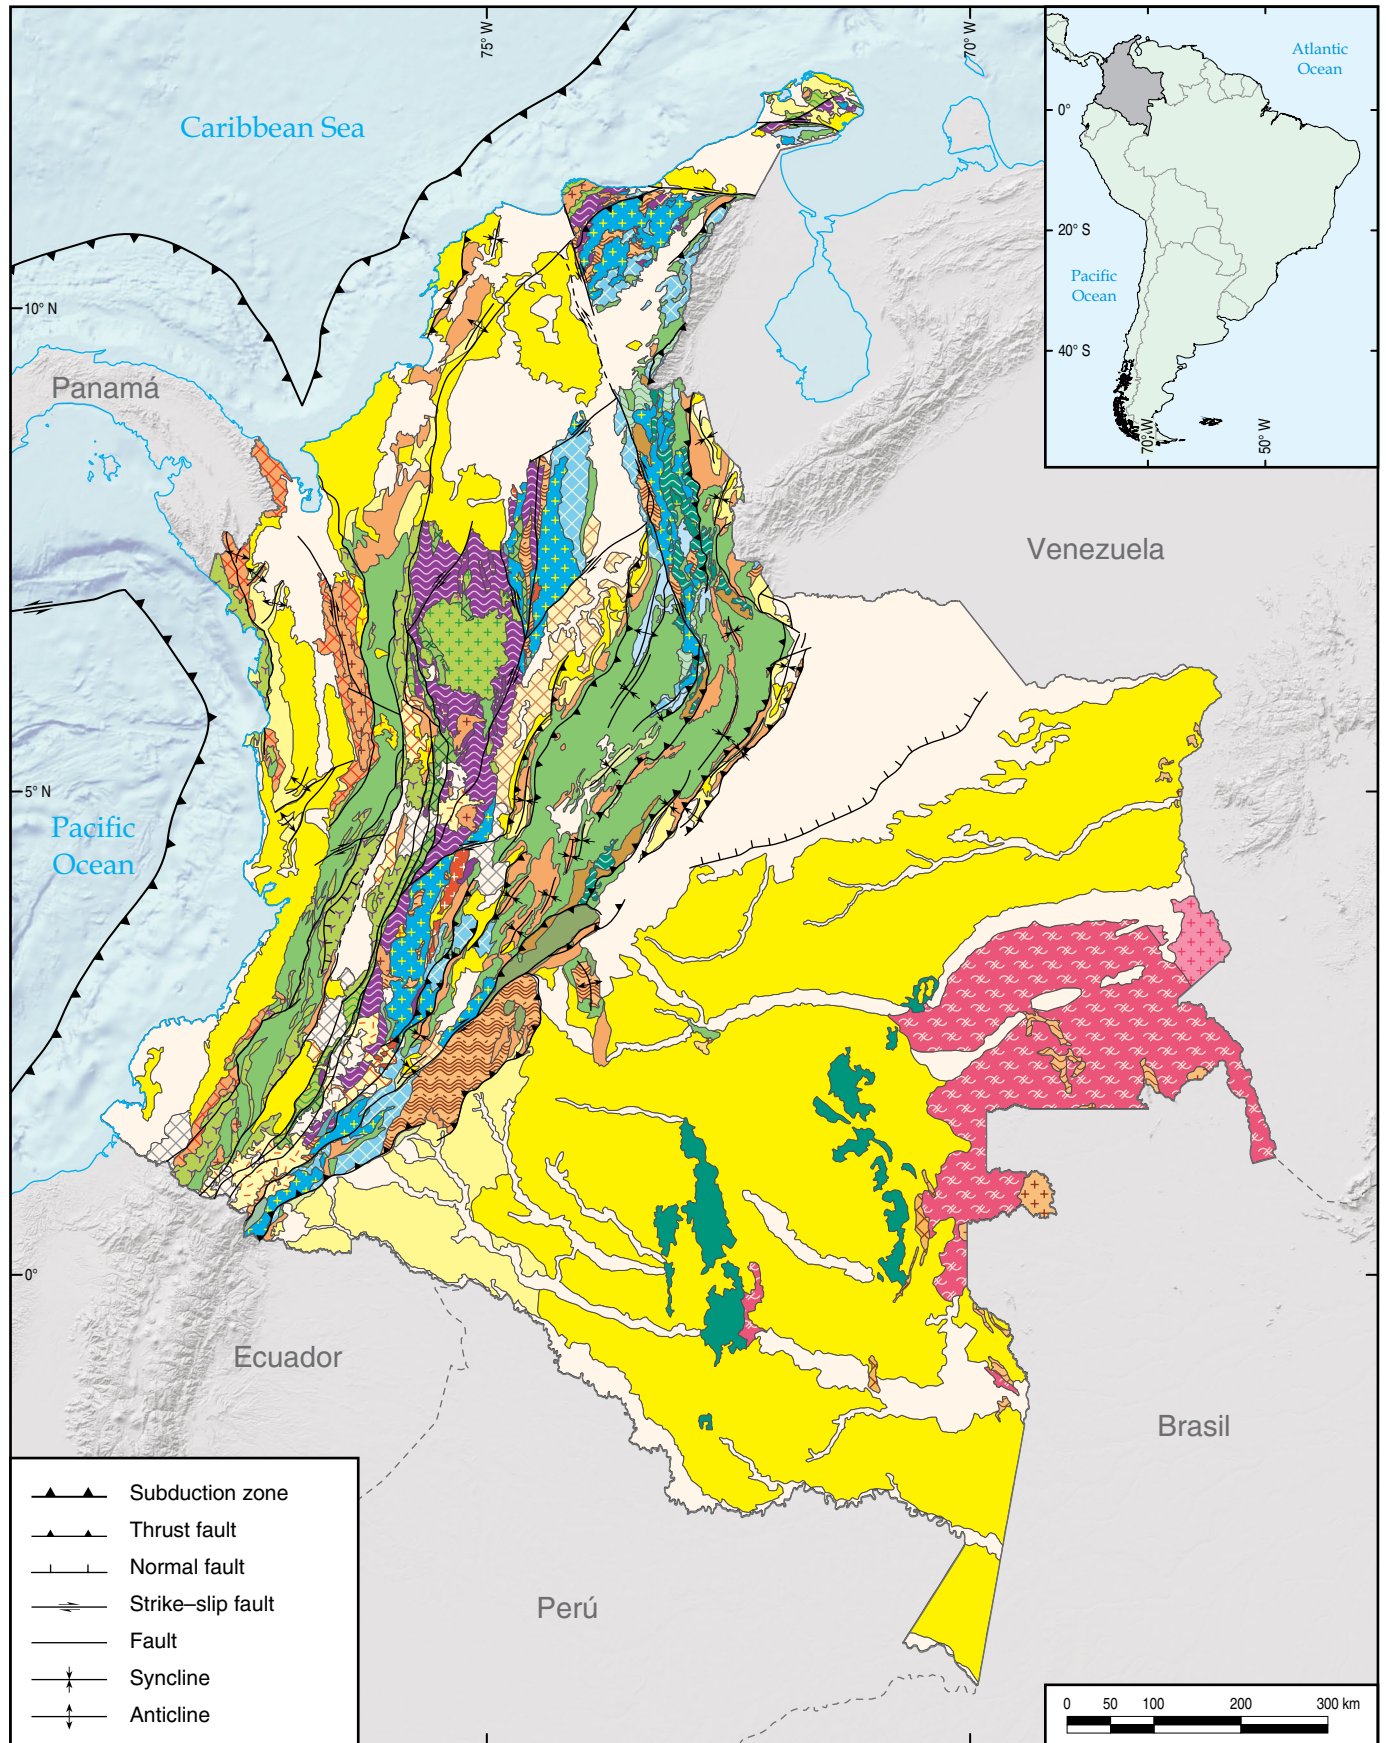 75° W
70° W
Caribbean Sea
Atlantic
Ocean
0°
20° S
Pacific
Ocean
40° S
70° W
50° W
10° N
Panamá
Venezuela
5° N
Pacific
Ocean
0°
Ecuador
Brasil
Perú
Subduction zone
Thrust fault
Normal fault
Strike–slip fault
Fault
Syncline
Anticline
0 50 100 200 300 km